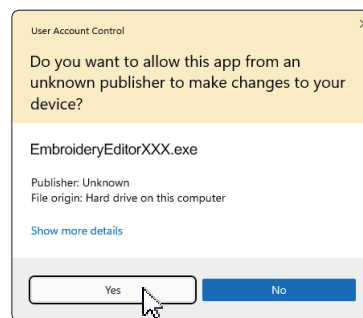 User Account Control
Do you want to allow this app from an
unknown publisher to make changes to your
device?
EmbroideryEditorXXX.exe
Publisher: Unknown
File origin: Hard drive on this computer
Show more details
Yes
No